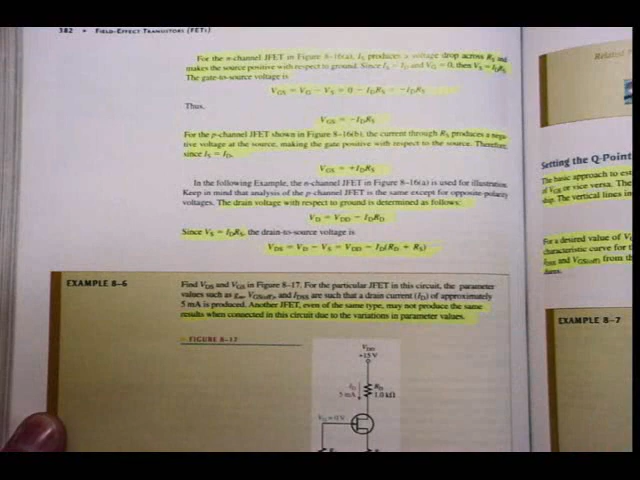 382 • FIELD-EFFECT TRANSISTORS (FETS)
For the n-channel JFET in Figure 8–16(a), IS produces a voltage drop across RS and
makes the source positive with respect to ground. Since IS = ID and VG = 0, then VS = IDRS.
The gate-to-source voltage is
VGS = VG − VS = 0 − IDRS = −IDRS
Thus,
VGS = −IDRS
For the p-channel JFET shown in Figure 8–16(b), the current through RS produces a nega-
tive voltage at the source, making the gate positive with respect to the source. Therefore,
since IS = ID,
VGS = +IDRS
In the following Example, the n-channel JFET in Figure 8–16(a) is used for illustration.
Keep in mind that analysis of the p-channel JFET is the same except for opposite-polarity
voltages. The drain voltage with respect to ground is determined as follows:
VD = VDD − IDRD
Since VS = IDRS, the drain-to-source voltage is
VDS = VD − VS = VDD − ID(RD + RS)
EXAMPLE 8–6
Find VDS and VGS in Figure 8–17. For the particular JFET in this circuit, the parameter
values such as gm, VGS(off), and IDSS are such that a drain current (ID) of approximately
5 mA is produced. Another JFET, even of the same type, may not produce the same
results when connected in this circuit due to the variations in parameter values.
FIGURE 8–17
VDD
+15 V
ID
5 mA
RD
1.0 kΩ
VG = 0 V
Related
Setting the Q-Point
The basic approach to
of VGS or vice versa. The
ship. The vertical lines
For a desired value of
characteristic curve for
IDSS and VGS(off) from the
EXAMPLE 8–7